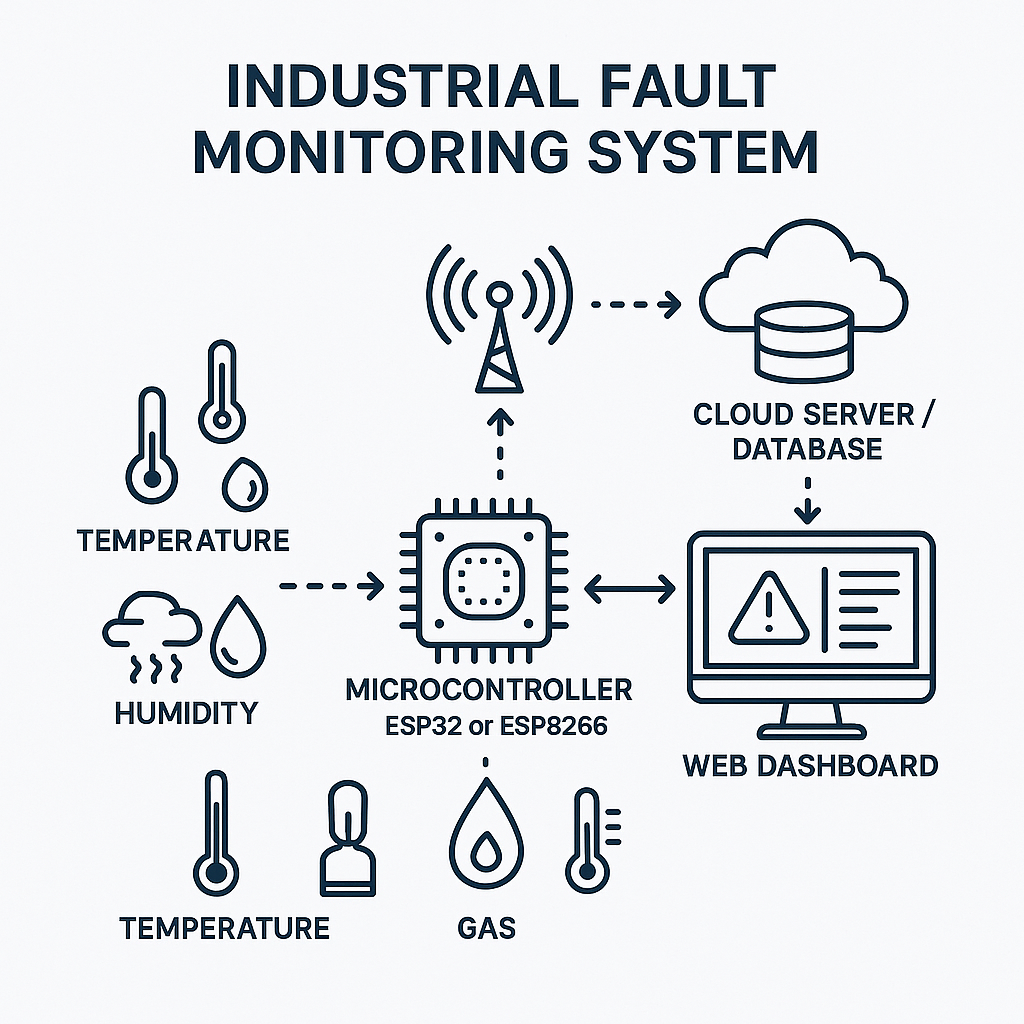 INDUSTRIAL FAULT
MONITORING SYSTEM
CLOUD SERVER /
DATABASE
TEMPERATURE
HUMIDITY
MICROCONTROLLER
ESP32 or ESP8266
WEB DASHBOARD
TEMPERATURE
GAS